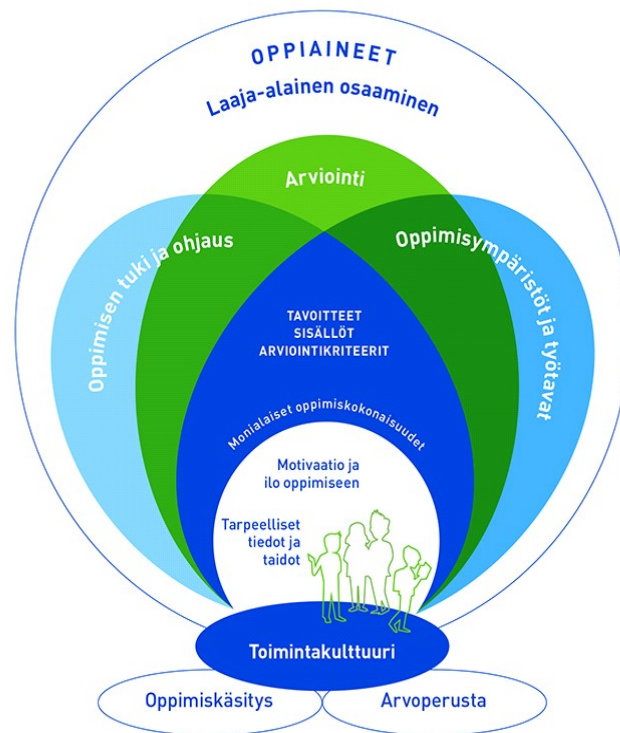 OPPIAINEET
Laaja-alainen osaaminen
Arviointi
Oppimisen tuki ja ohjaus
Oppimisympäristöt ja työtavat
TAVOITTEET
SISÄLLÖT
ARVIOINTIKRITEERIT
Monialaiset oppimiskokonaisuudet
Motivaatio ja
ilo oppimiseen
Tarpeelliset
tiedot ja
taidot
Toimintakulttuuri
Oppimiskäsitys
Arvoperusta